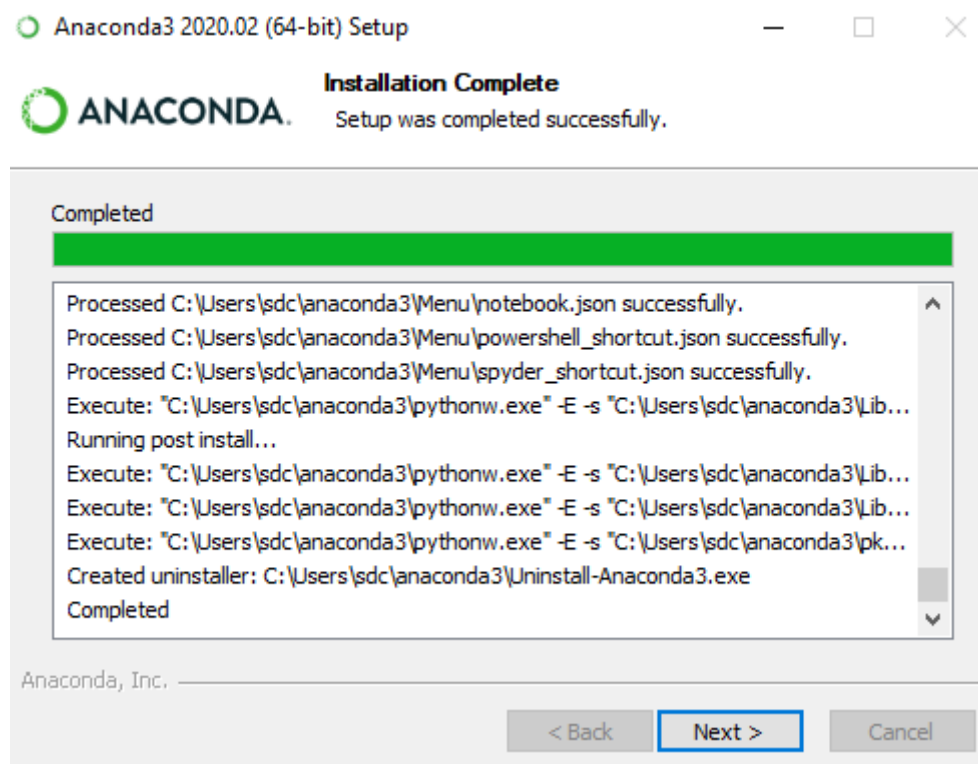 Anaconda3 2020.02 (64-bit) Setup
ANACONDA.
Installation Complete
Setup was completed successfully.
Completed
Processed C:\Users\sdc\anaconda3\Menu\notebook.json successfully.
Processed C:\Users\sdc\anaconda3\Menu\powershell_shortcut.json successfully.
Processed C:\Users\sdc\anaconda3\Menu\spyder_shortcut.json successfully.
Execute: "C:\Users\sdc\anaconda3\pythonw.exe" -E -s "C:\Users\sdc\anaconda3\Lib...
Running post install...
Execute: "C:\Users\sdc\anaconda3\pythonw.exe" -E -s "C:\Users\sdc\anaconda3\Lib...
Execute: "C:\Users\sdc\anaconda3\pythonw.exe" -E -s "C:\Users\sdc\anaconda3\Lib...
Execute: "C:\Users\sdc\anaconda3\pythonw.exe" -E -s "C:\Users\sdc\anaconda3\pk...
Created uninstaller: C:\Users\sdc\anaconda3\Uninstall-Anaconda3.exe
Completed
Anaconda, Inc.
< Back Next > Cancel